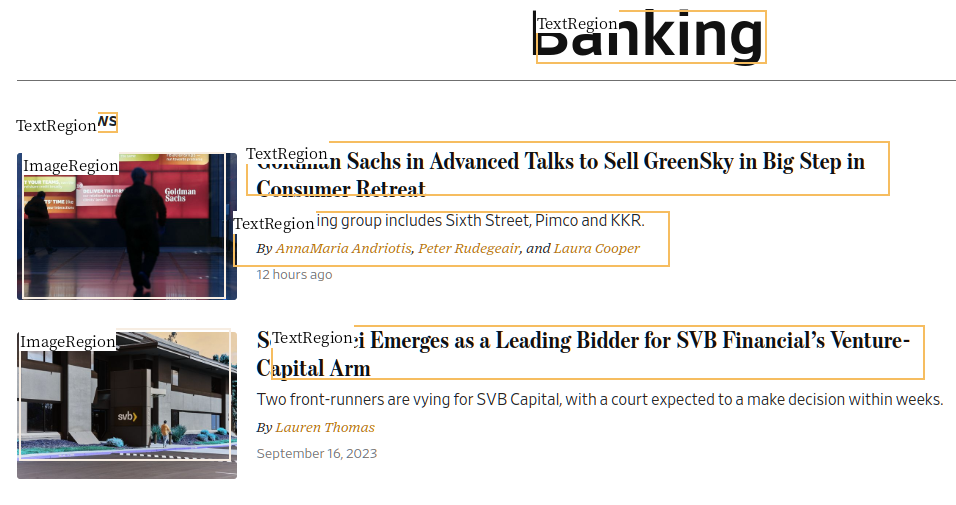 TextRegion
Banking
TextRegion
NS
ImageRegion
Goldman
Sachs
TextRegion
Sachs in Advanced Talks to Sell GreenSky in Big Step in
Consumer Retreat
TextRegion
group includes Sixth Street, Pimco and KKR.
By AnnaMaria Andriotis, Peter Rudegeair, and Laura Cooper
12 hours ago
ImageRegion
svb
TextRegion
Emerges as a Leading Bidder for SVB Financial’s Venture-
Capital Arm
Two front-runners are vying for SVB Capital, with a court expected to a make decision within weeks.
By Lauren Thomas
September 16, 2023